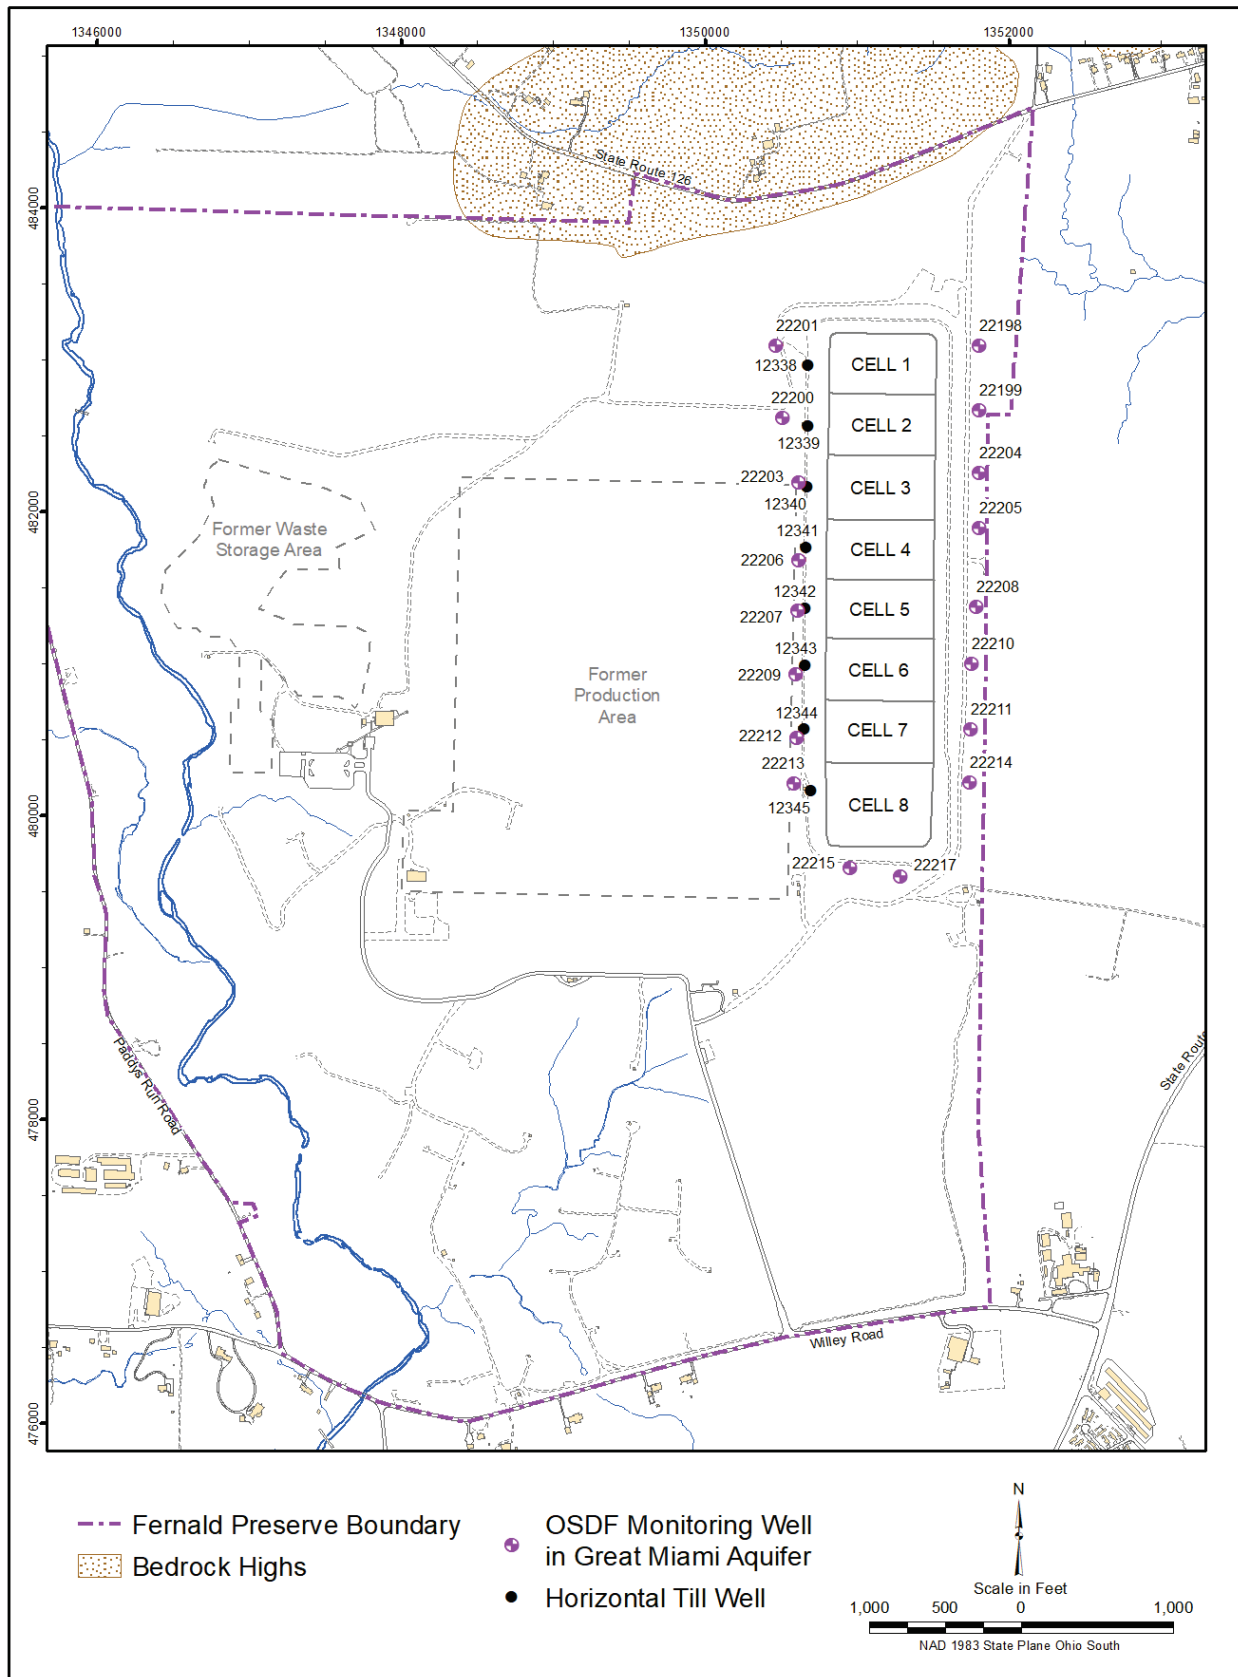 1346000
1348000
1350000
1352000
484000
482000
480000
478000
476000
State Route 126
22201
12338
22200
12339
22203
12340
12341
22206
12342
22207
12343
22209
12344
22212
22213
12345
22215
22217
CELL 1
CELL 2
CELL 3
CELL 4
CELL 5
CELL 6
CELL 7
CELL 8
22198
22199
22204
22205
22208
22210
22211
22214
Former Waste
Storage Area
Former
Production
Area
Paddys Run Road
State Route
Willey Road
Fernald Preserve Boundary
Bedrock Highs
OSDF Monitoring Well
in Great Miami Aquifer
Horizontal Till Well
N
Scale in Feet
1,000
500
0
1,000
NAD 1983 State Plane Ohio South